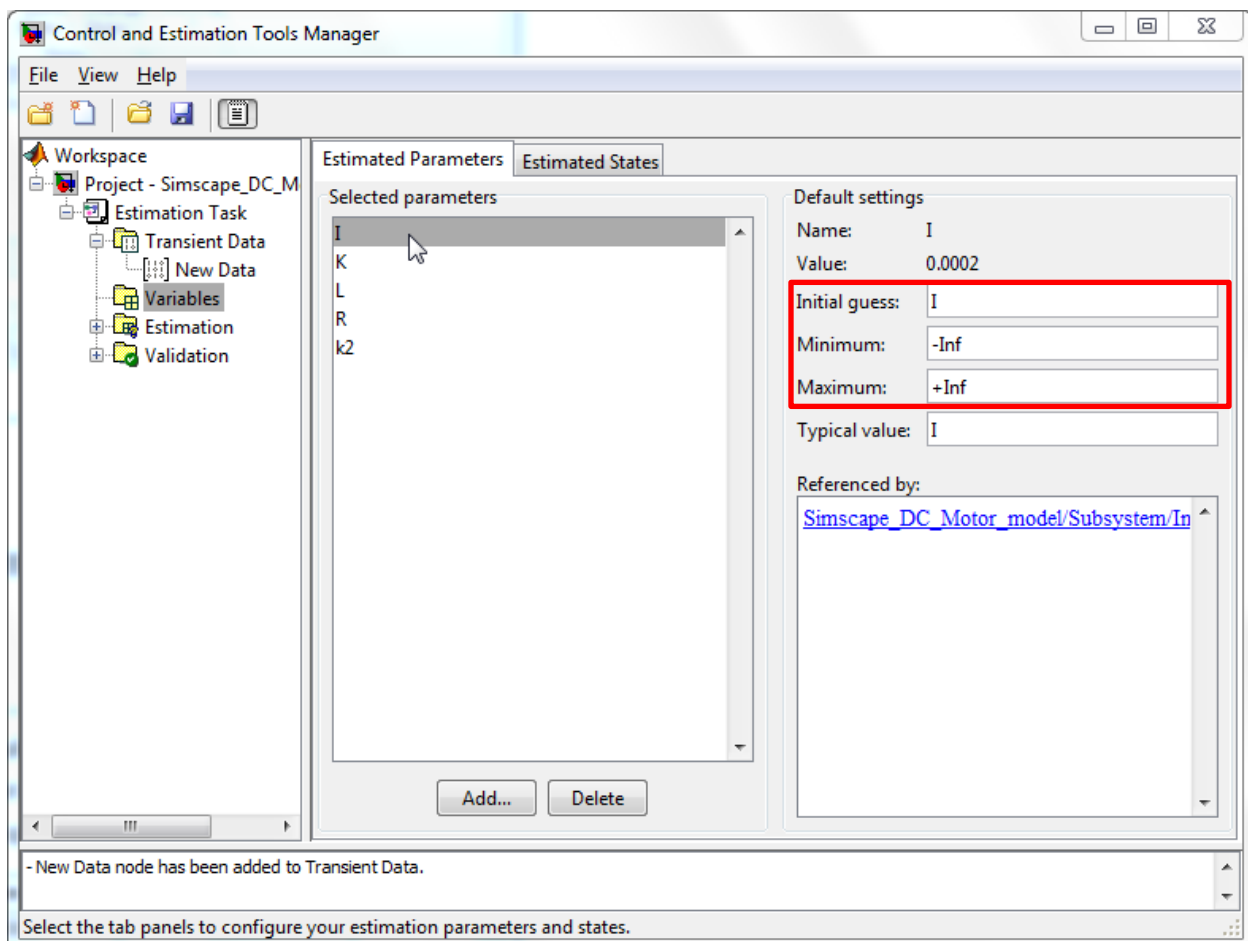 Control and Estimation Tools Manager
File View Help
Workspace
Project - Simscape_DC_M
Estimation Task
Transient Data
New Data
Variables
Estimation
Validation
Estimated Parameters
Estimated States
Selected parameters
I
K
L
R
k2
Add...
Delete
Default settings
Name: I
Value: 0.0002
Initial guess: I
Minimum: -Inf
Maximum: +Inf
Typical value: I
Referenced by:
Simscape_DC_Motor_model/Subsystem/In
- New Data node has been added to Transient Data.
Select the tab panels to configure your estimation parameters and states.